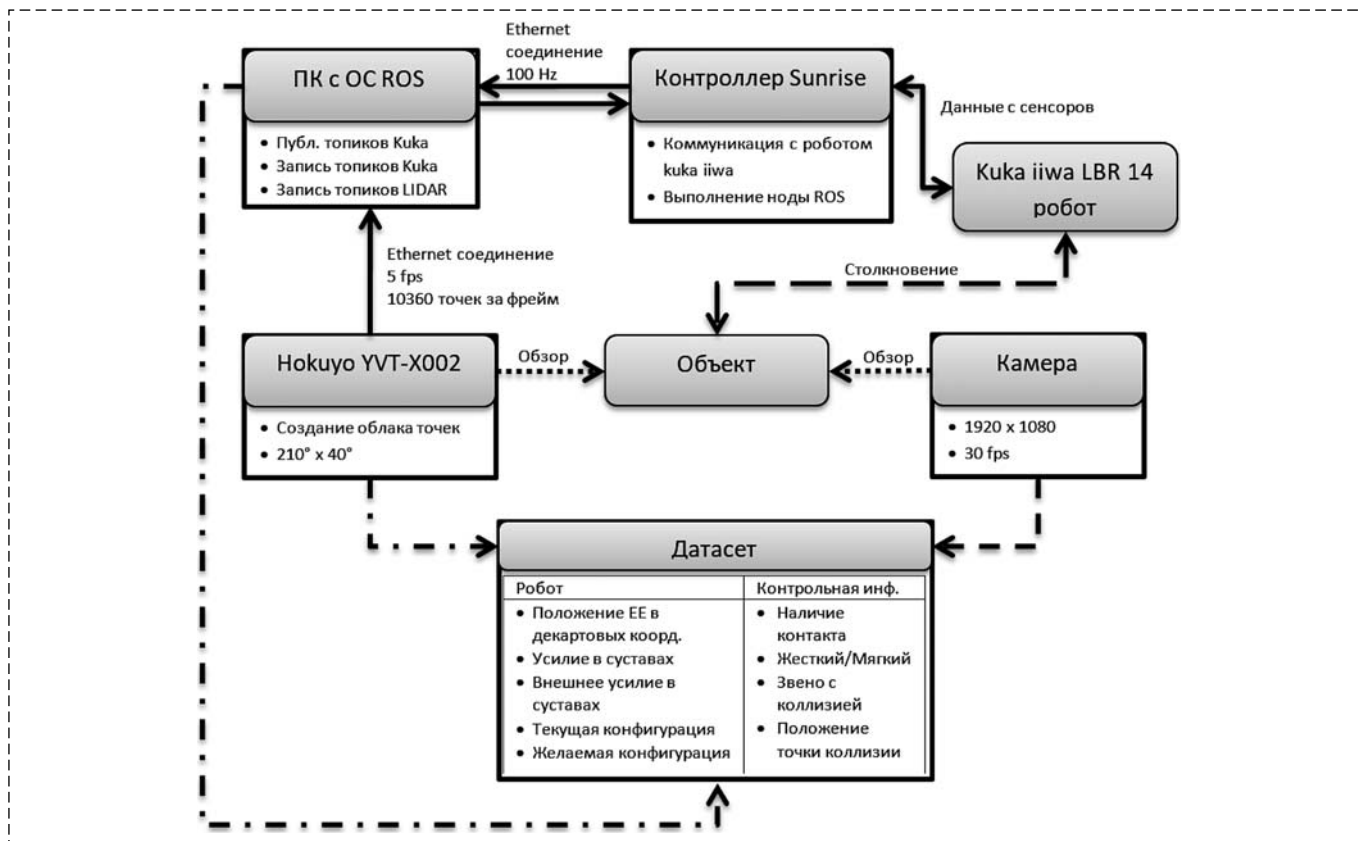 Ethernet
соединение
100 Hz
ПК с ОС ROS
• Публ. топиков Kuka
• Запись топиков Kuka
• Запись топиков LIDAR
Контроллер Sunrise
• Коммуникация с роботом
kuka iiwa
• Выполнение ноды ROS
Данные с сенсоров
Kuka iiwa LBR 14
робот
Ethernet соединение
5 fps
10360 точек за фрейм
Столкновение
Hokuyo YVT-X002
• Создание облака точек
• 210° x 40°
Обзор
Объект
Обзор
Камера
• 1920 x 1080
• 30 fps
Датасет
Робот
• Положение EE в
декартовых коорд.
• Усилие в суставах
• Внешнее усилие в
суставах
• Текущая конфигурация
• Желаемая конфигурация
Контрольная инф.
• Наличие
контакта
• Жесткий/Мягкий
• Звено с
коллизией
• Положение
точки коллизии